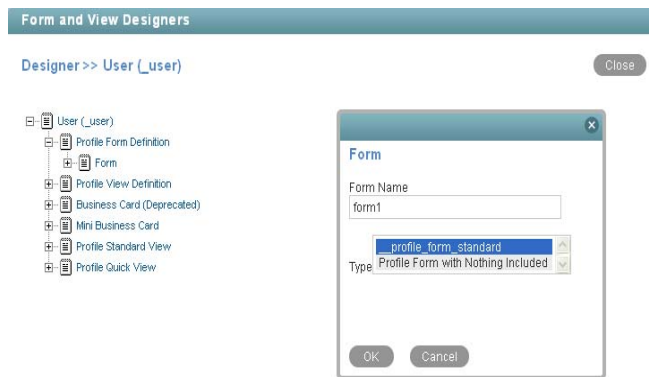 Form and View Designers
Designer >> User (_user)
Close
User (_user)
Profile Form Definition
Form
Profile View Definition
Business Card (Deprecated)
Mini Business Card
Profile Standard View
Profile Quick View
Form
Form Name
form1
__profile_form_standard
Type Profile Form with Nothing Included
OK Cancel